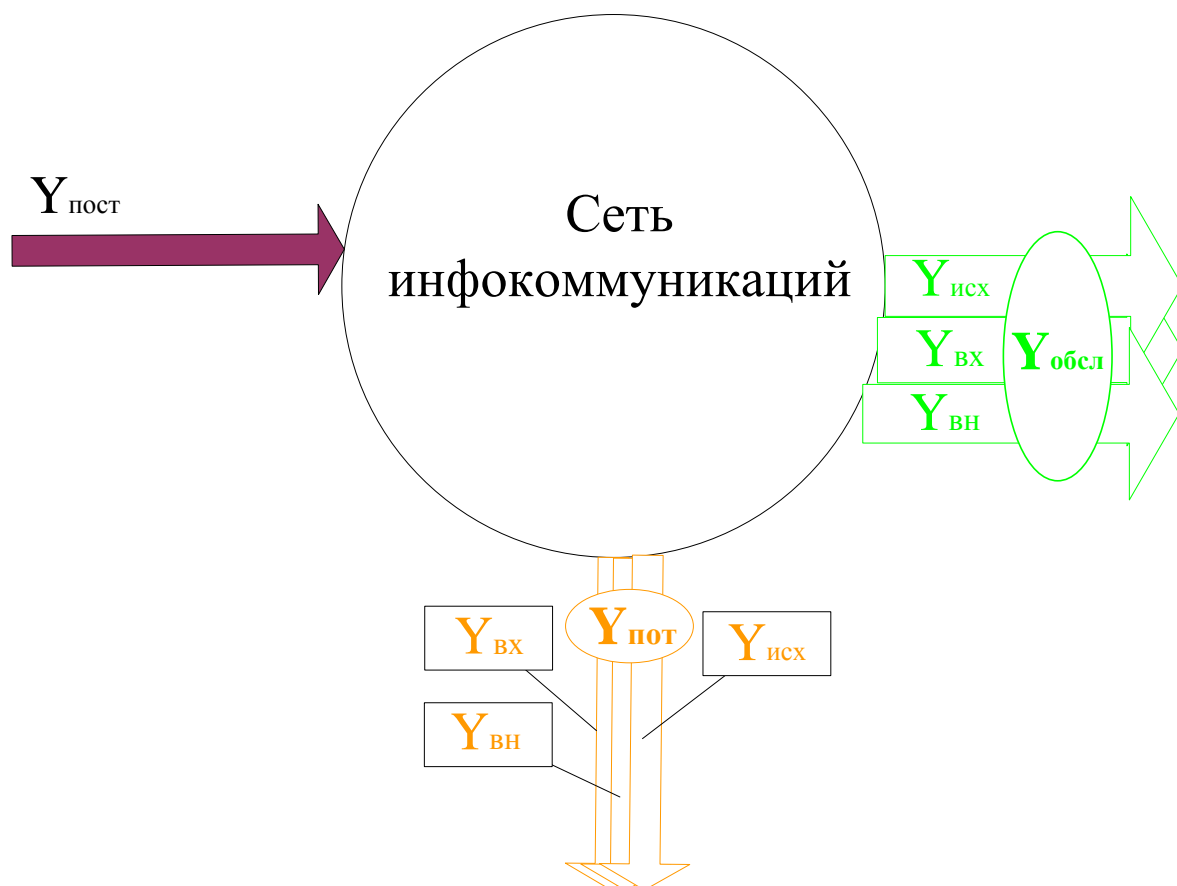 Yпост
Сеть
инфокоммуникаций
Yисх
Yвх
Yобсл
Yвн
Yвх
Yпот
Yисх
Yвн